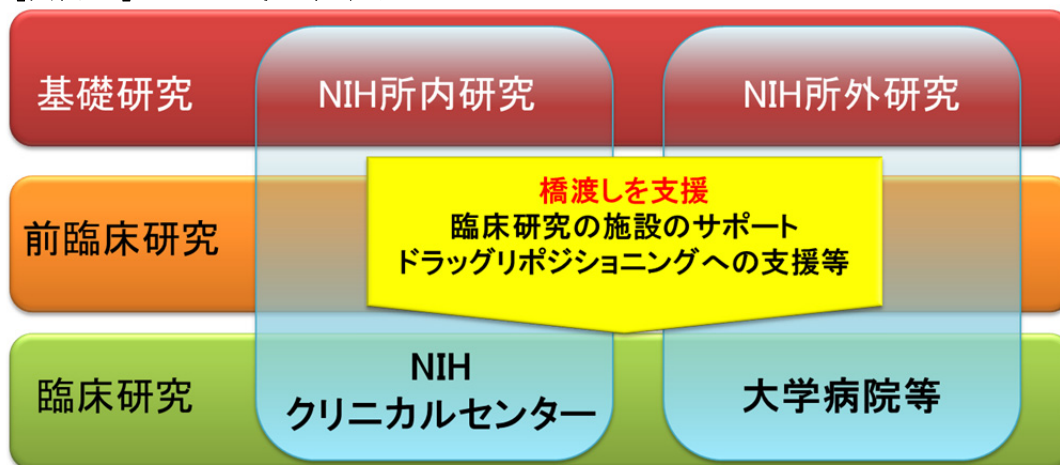 基礎研究
NIH所内研究
NIH所外研究
橋渡しを支援
前臨床研究
臨床研究の施設のサポート
ドラッグリポジショニングへの支援等
臨床研究
NIH
クリニカルセンター
大学病院等